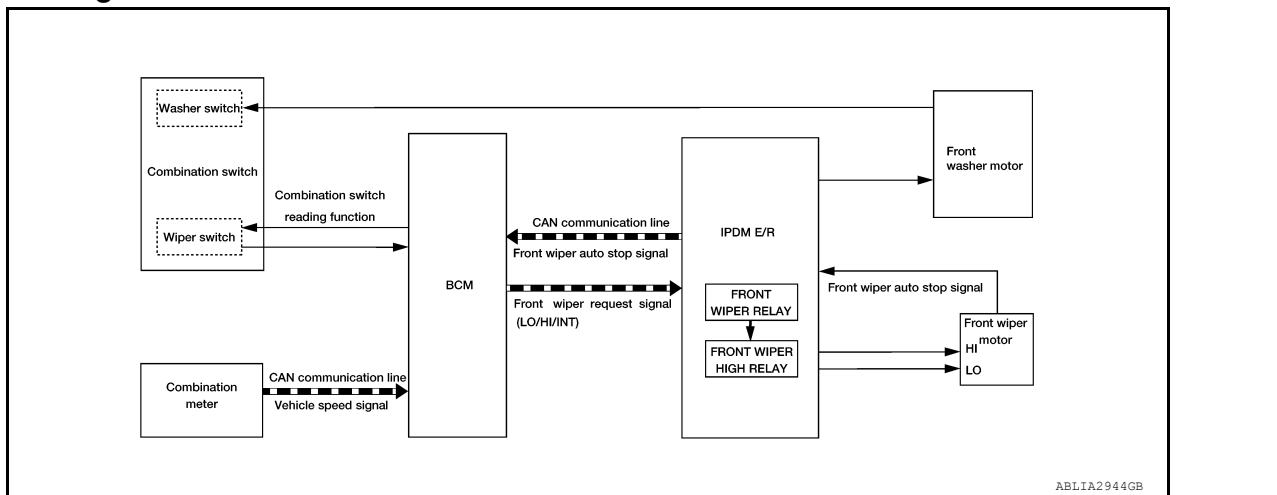 Washer switch
Combination switch
Wiper switch
Combination switch
reading function
Combination
meter
CAN communication line
Vehicle speed signal
BCM
CAN communication line
Front wiper auto stop signal
Front wiper request signal
(LO/HI/INT)
IPDM E/R
FRONT
WIPER RELAY
FRONT WIPER
HIGH RELAY
Front
washer motor
Front wiper auto stop signal
Front wiper
motor
HI
LO
ABLIA2944GB